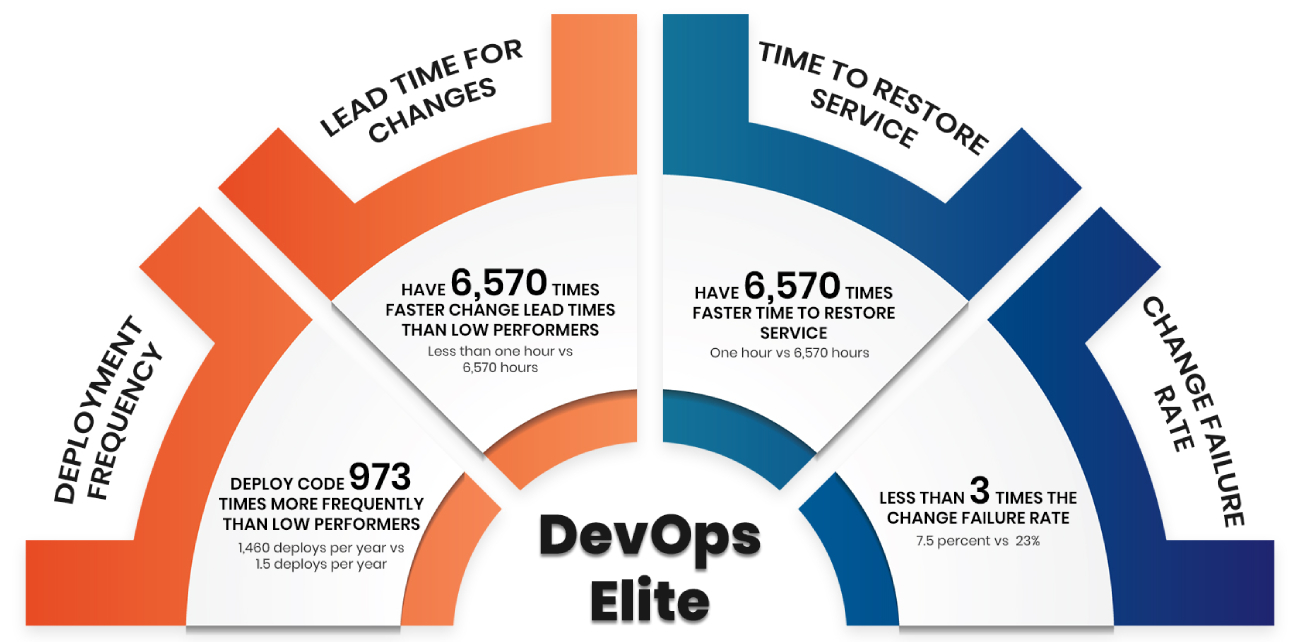 DEPLOYMENT
FREQUENCY
DEPLOY CODE 973
TIMES MORE FREQUENTLY
THAN LOW PERFORMERS
1,460 deploys per year vs
1.5 deploys per year
LEAD TIME FOR
CHANGES
HAVE 6,570 TIMES
FASTER CHANGE LEAD TIMES
THAN LOW PERFORMERS
Less than one hour vs
6,570 hours
TIME TO RESTORE
SERVICE
HAVE 6,570 TIMES
FASTER TIME TO RESTORE
SERVICE
One hour vs 6,570 hours
CHANGE FAILURE
RATE
LESS THAN 3 TIMES THE
CHANGE FAILURE RATE
7.5 percent vs 23%
DevOps
Elite